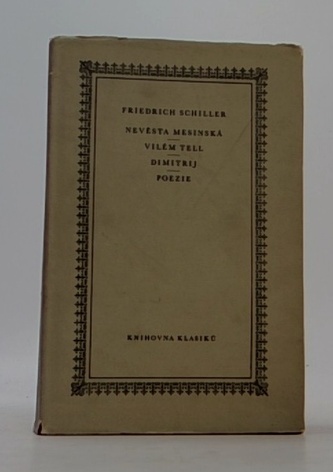 FRIEDRICH SCHILLER
NEVĚSTA MESINSKÁ
VILÉM TELL
DIMITRIJ
POEZIE
KNIHOVNA KLASIKŮ